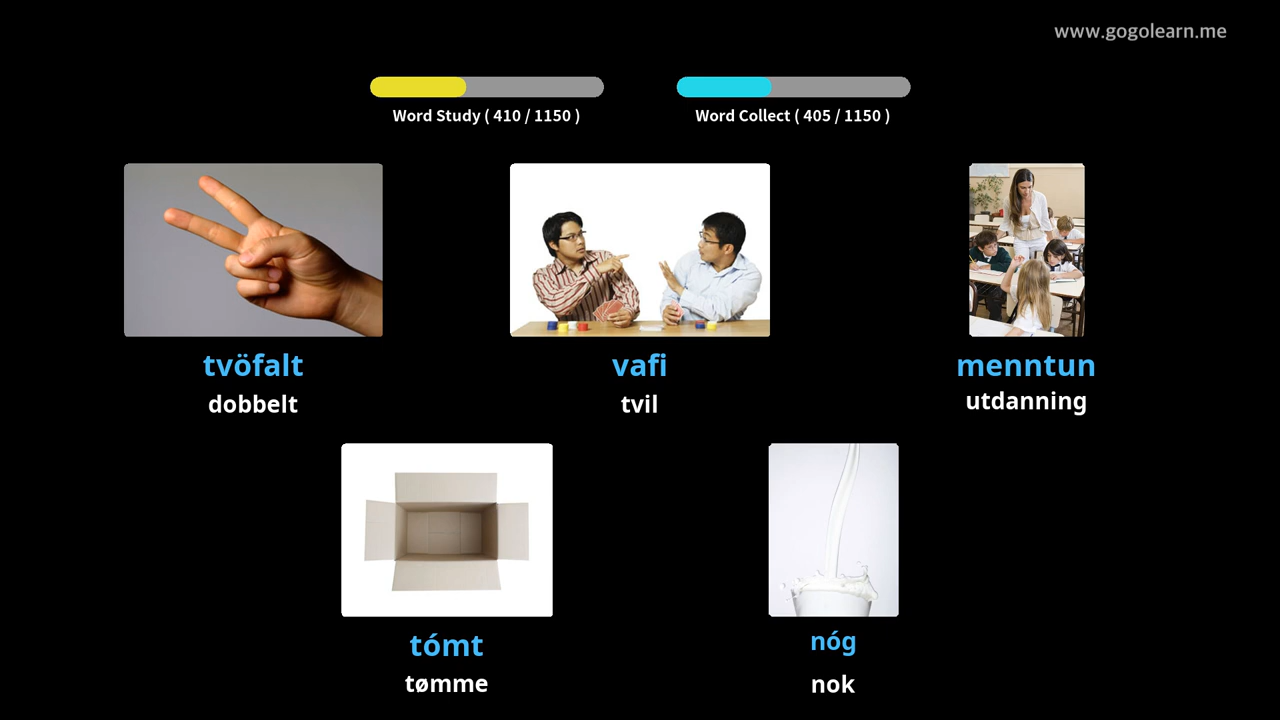 www.gogolearn.me
Word Study ( 410 / 1150 )
Word Collect ( 405 / 1150 )
tvöfalt
dobbelt
vafi
tvil
menntun
utdanning
tómt
tømme
nóg
nok